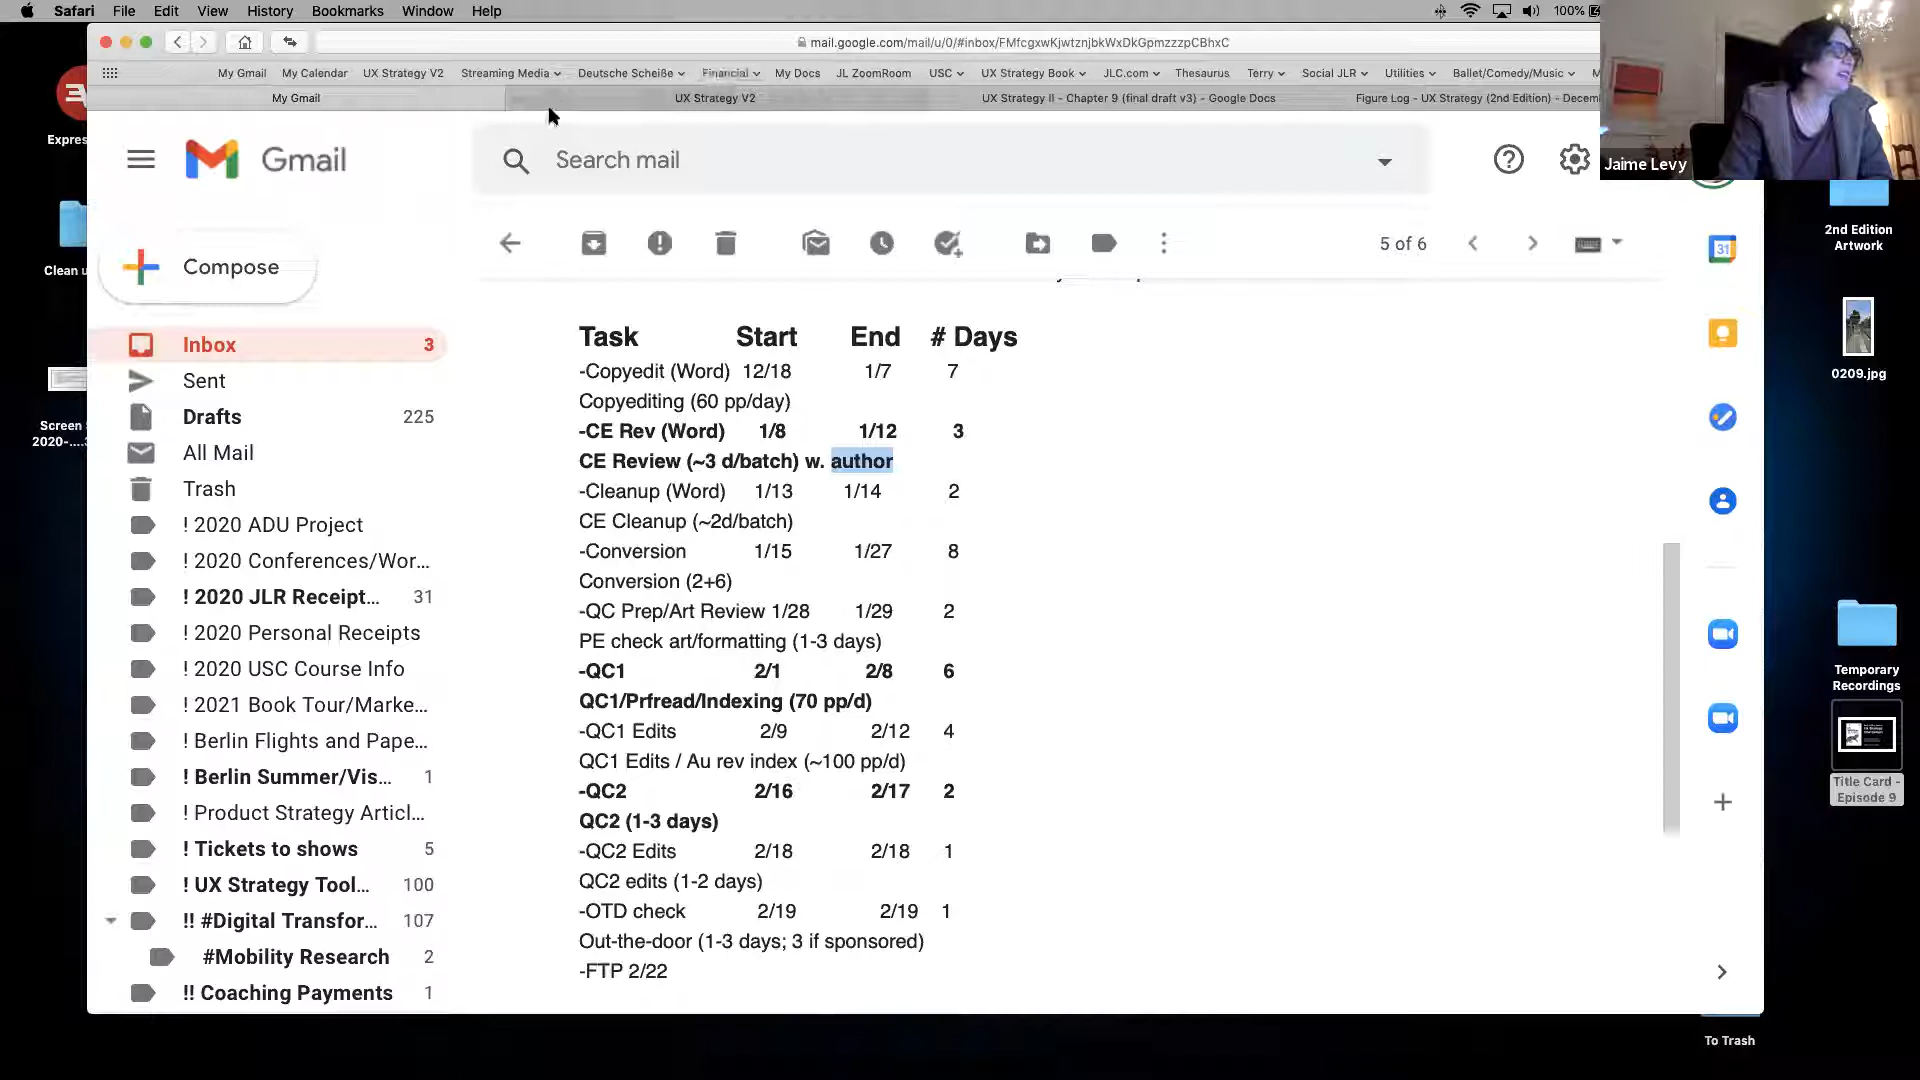 Safari File Edit View History Bookmarks Window Help 100%
mail.google.com/mail/u/0/#inbox/FMfcgxwKjwtznjbkWxDkGpmzzzpCBhxC
My Gmail My Calendar UX Strategy V2 Streaming Media Deutsche Scheiße Financial My Docs JL ZoomRoom USC UX Strategy Book JLC.com Thesaurus Terry Social JLR Utilities Ballet/Comedy/Music
My Gmail UX Strategy V2 UX Strategy II - Chapter 9 (final draft v3) - Google Docs Figure Log - UX Strategy (2nd Edition) - Decem
Jaime Levy
Gmail
Search mail
Compose
5 of 6
31
Inbox 3
Sent
Drafts 225
All Mail
Trash
! 2020 ADU Project
! 2020 Conferences/Wor...
! 2020 JLR Receipt... 31
! 2020 Personal Receipts
! 2020 USC Course Info
! 2021 Book Tour/Marke...
! Berlin Flights and Pape...
! Berlin Summer/Vis... 1
! Product Strategy Articl...
! Tickets to shows 5
! UX Strategy Tool... 100
!! #Digital Transfor... 107
#Mobility Research 2
!! Coaching Payments 1
Task Start End # Days
-Copyedit (Word) 12/18 1/7 7
Copyediting (60 pp/day)
-CE Rev (Word) 1/8 1/12 3
CE Review (~3 d/batch) w. author
-Cleanup (Word) 1/13 1/14 2
CE Cleanup (~2d/batch)
-Conversion 1/15 1/27 8
Conversion (2+6)
-QC Prep/Art Review 1/28 1/29 2
PE check art/formatting (1-3 days)
-QC1 2/1 2/8 6
QC1/Prfread/Indexing (70 pp/d)
-QC1 Edits 2/9 2/12 4
QC1 Edits / Au rev index (~100 pp/d)
-QC2 2/16 2/17 2
QC2 (1-3 days)
-QC2 Edits 2/18 2/18 1
QC2 edits (1-2 days)
-OTD check 2/19 2/19 1
Out-the-door (1-3 days; 3 if sponsored)
-FTP 2/22
Expres
Clean u
Screen S
2020-....3
2nd Edition
Artwork
0209.jpg
Temporary
Recordings
Title Card -
Episode 9
To Trash